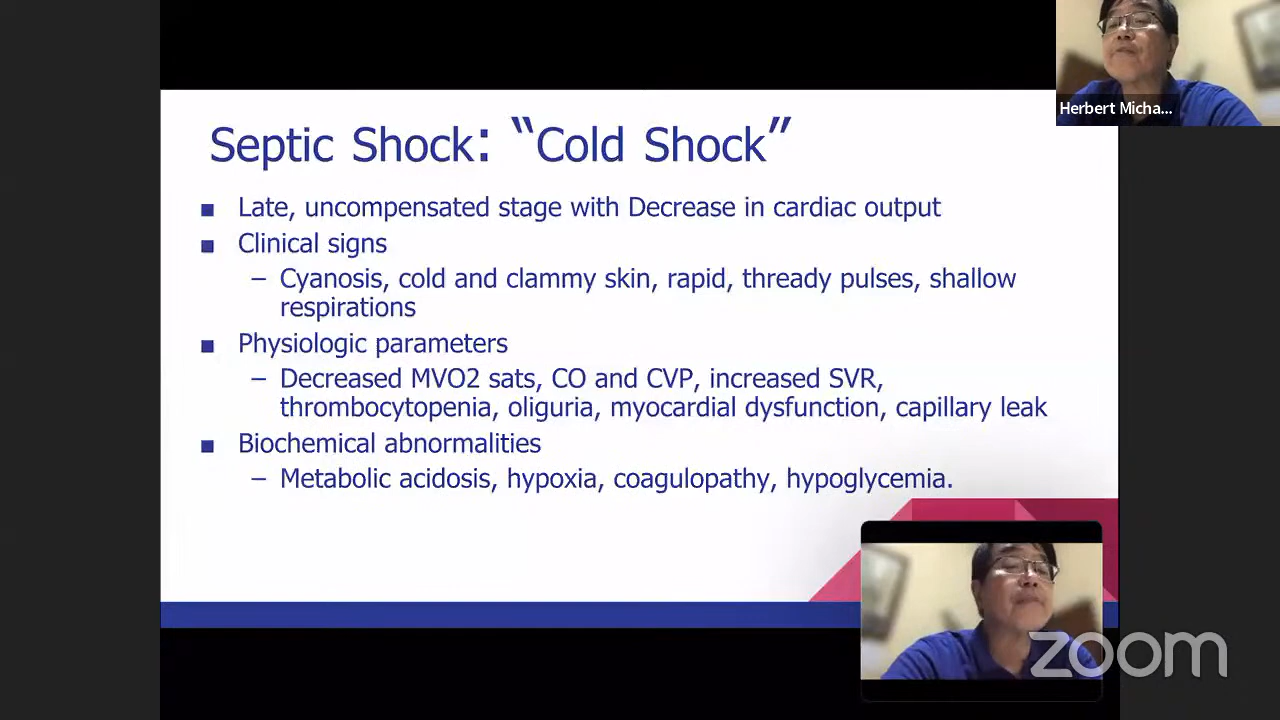 Herbert Micha...
Septic Shock: “Cold Shock”
■ Late, uncompensated stage with Decrease in cardiac output
■ Clinical signs
– Cyanosis, cold and clammy skin, rapid, thready pulses, shallow
respirations
■ Physiologic parameters
– Decreased MVO2 sats, CO and CVP, increased SVR,
thrombocytopenia, oliguria, myocardial dysfunction, capillary leak
■ Biochemical abnormalities
– Metabolic acidosis, hypoxia, coagulopathy, hypoglycemia.
zoom